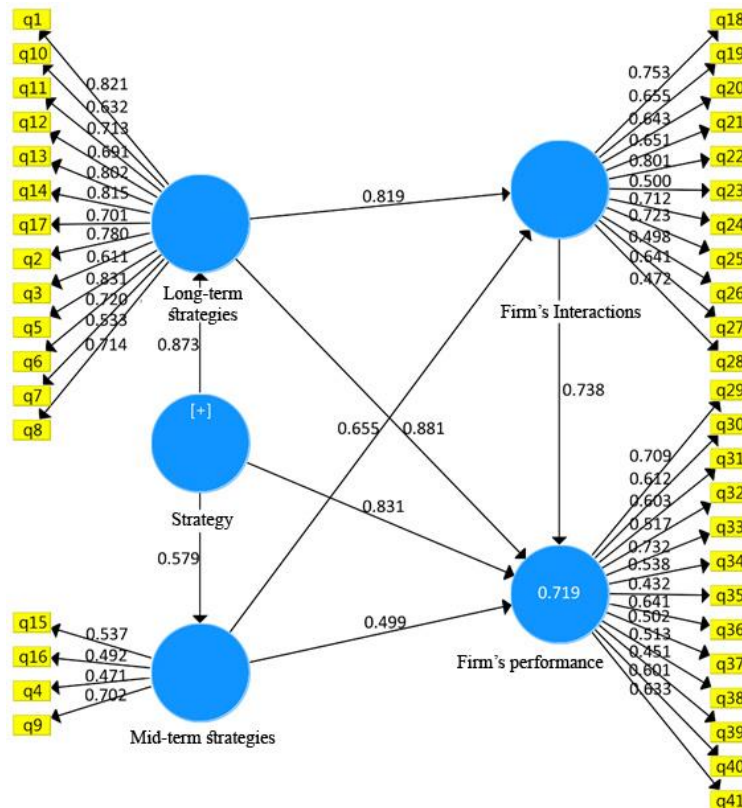 q1
q10
q11
q12
q13
q14
q17
q2
q3
q5
q6
q7
q8
0.821
0.632
0.713
0.691
0.802
0.815
0.701
0.780
0.611
0.831
0.720
0.533
0.714
Long-term
strategies
0.873
[+]
Strategy
0.579
q15
q16
q4
q9
0.537
0.492
0.471
0.702
Mid-term strategies
0.819
0.655
0.881
0.831
0.499
0.738
Firm's Interactions
0.753
0.655
0.643
0.651
0.801
0.500
0.712
0.723
0.498
0.641
0.472
q18
q19
q20
q21
q22
q23
q24
q25
q26
q27
q28
0.719
Firm's performance
0.709
0.612
0.603
0.517
0.732
0.538
0.432
0.641
0.502
0.513
0.451
0.601
0.633
q29
q30
q31
q32
q33
q34
q35
q36
q37
q38
q39
q40
q41